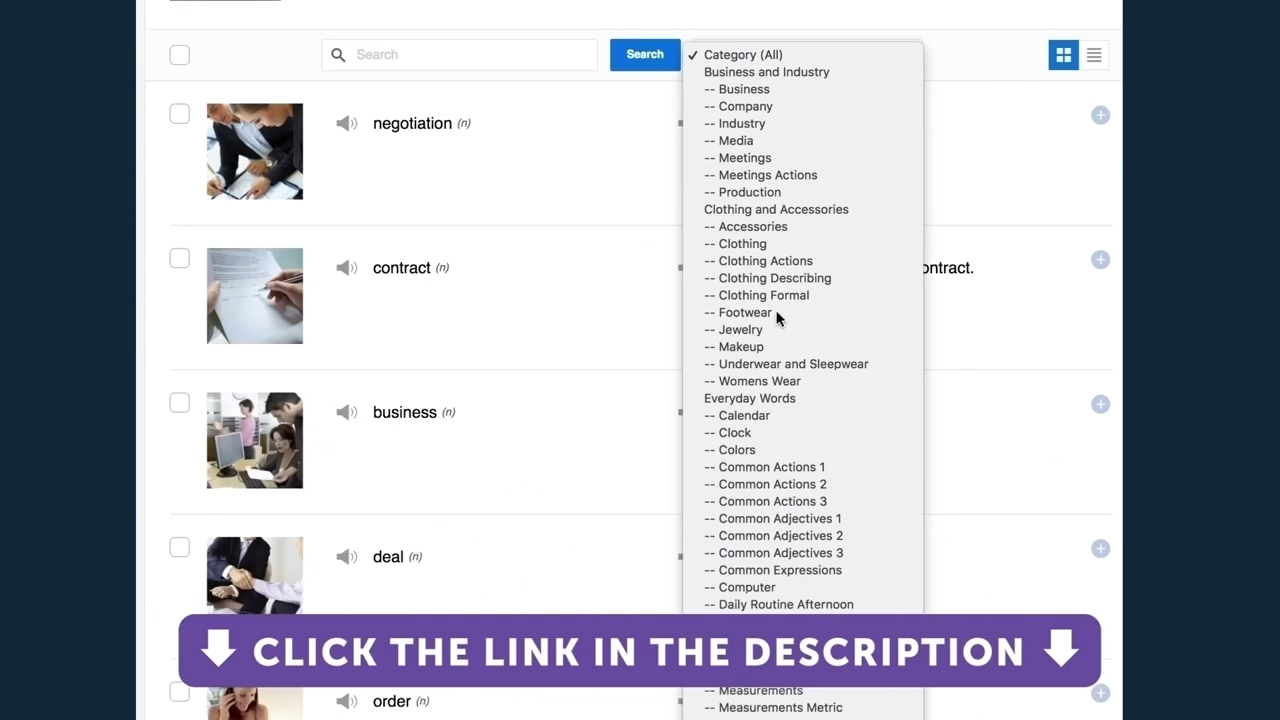 Search
Search
✓ Category (All)
Business and Industry
-- Business
-- Company
-- Industry
-- Media
-- Meetings
-- Meetings Actions
-- Production
Clothing and Accessories
-- Accessories
-- Clothing
-- Clothing Actions
-- Clothing Describing
-- Clothing Formal
-- Footwear
-- Jewelry
-- Makeup
-- Underwear and Sleepwear
-- Womens Wear
Everyday Words
-- Calendar
-- Clock
-- Colors
-- Common Actions 1
-- Common Actions 2
-- Common Actions 3
-- Common Adjectives 1
-- Common Adjectives 2
-- Common Adjectives 3
-- Common Expressions
-- Computer
-- Daily Routine Afternoon
-- Measurements
-- Measurements Metric
negotiation (n)
contract (n)
ontract.
business (n)
deal (n)
order (n)
CLICK THE LINK IN THE DESCRIPTION